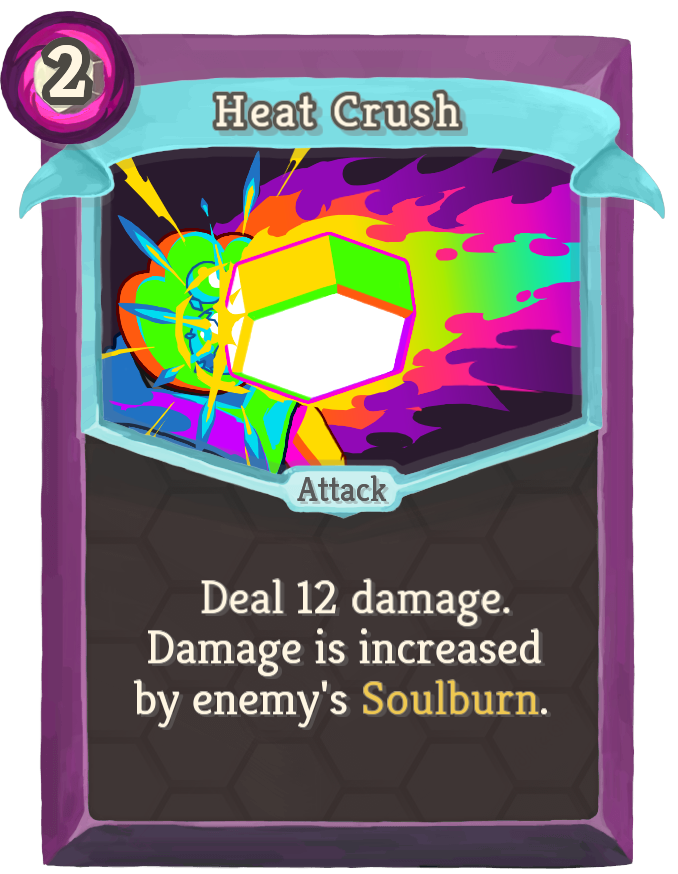 2
Heat Crush
Attack
Deal 12 damage.
Damage is increased
by enemy's Soulburn.